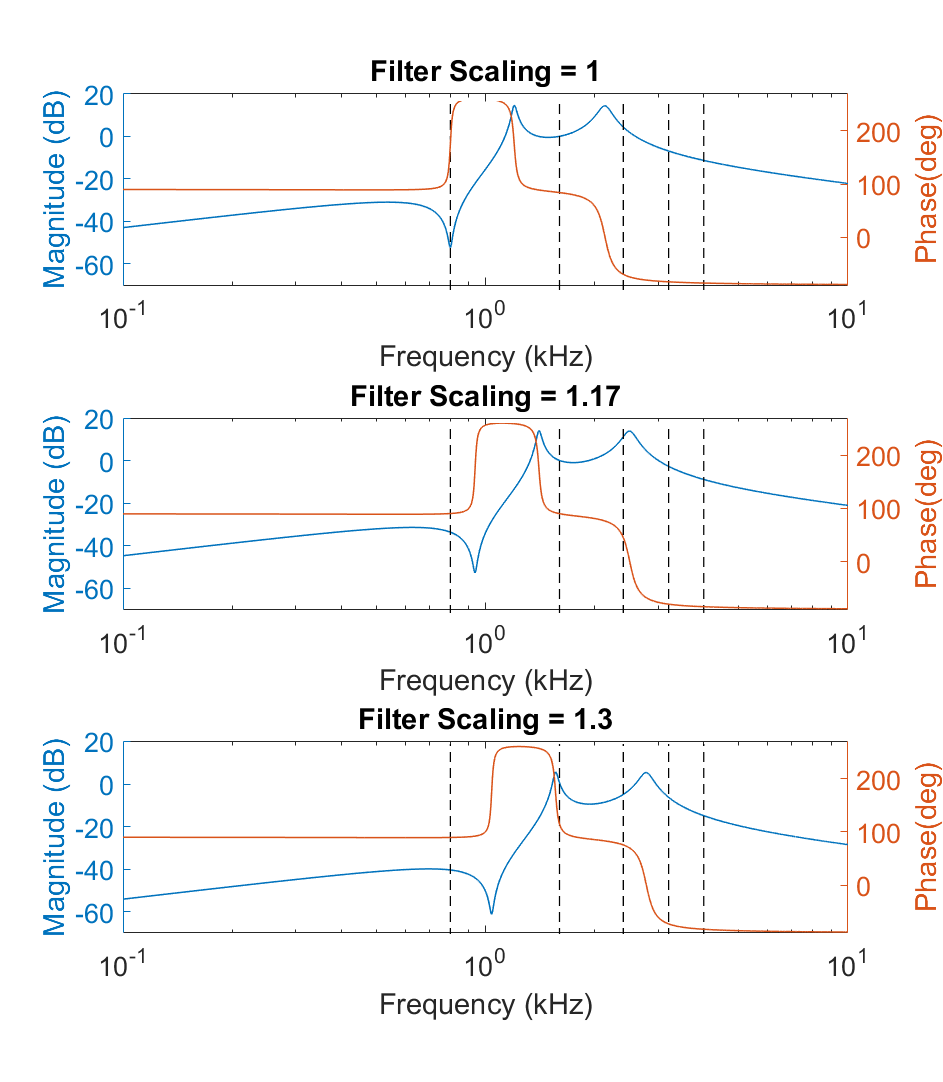 Filter Scaling = 1
Magnitude (dB)
20
0
-20
-40
-60
Phase(deg)
200
100
0
10^-1
10^0
10^1
Frequency (kHz)
Filter Scaling = 1.17
Magnitude (dB)
20
0
-20
-40
-60
Phase(deg)
200
100
0
10^-1
10^0
10^1
Frequency (kHz)
Filter Scaling = 1.3
Magnitude (dB)
20
0
-20
-40
-60
Phase(deg)
200
100
0
10^-1
10^0
10^1
Frequency (kHz)